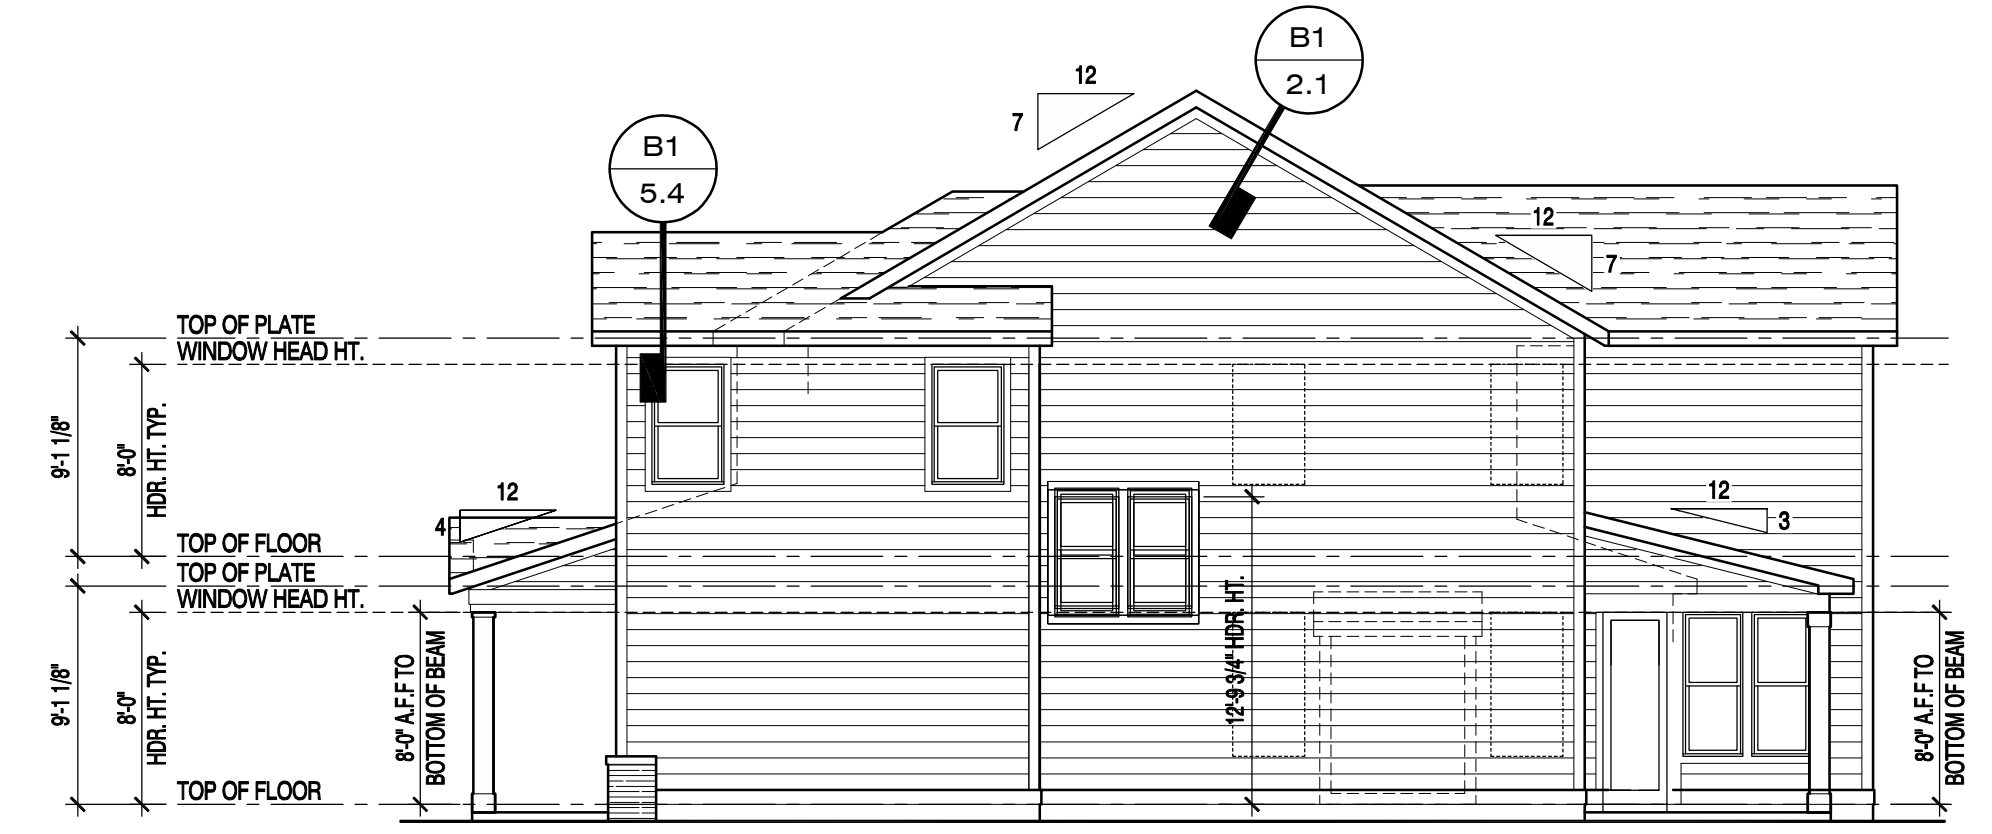 B1
2.1
12
7
B1
5.4
12
7
TOP OF PLATE
WINDOW HEAD HT.
9'-1 1/8"
8'-0"
HDR. HT. TYP.
12
4
12
3
TOP OF FLOOR
TOP OF PLATE
WINDOW HEAD HT.
9'-1 1/8"
8'-0"
HDR. HT. TYP.
8'-0" A.F.F TO
BOTTOM OF BEAM
12'-9 3/4" HDR. HT.
8'-0" A.F.F TO
BOTTOM OF BEAM
TOP OF FLOOR